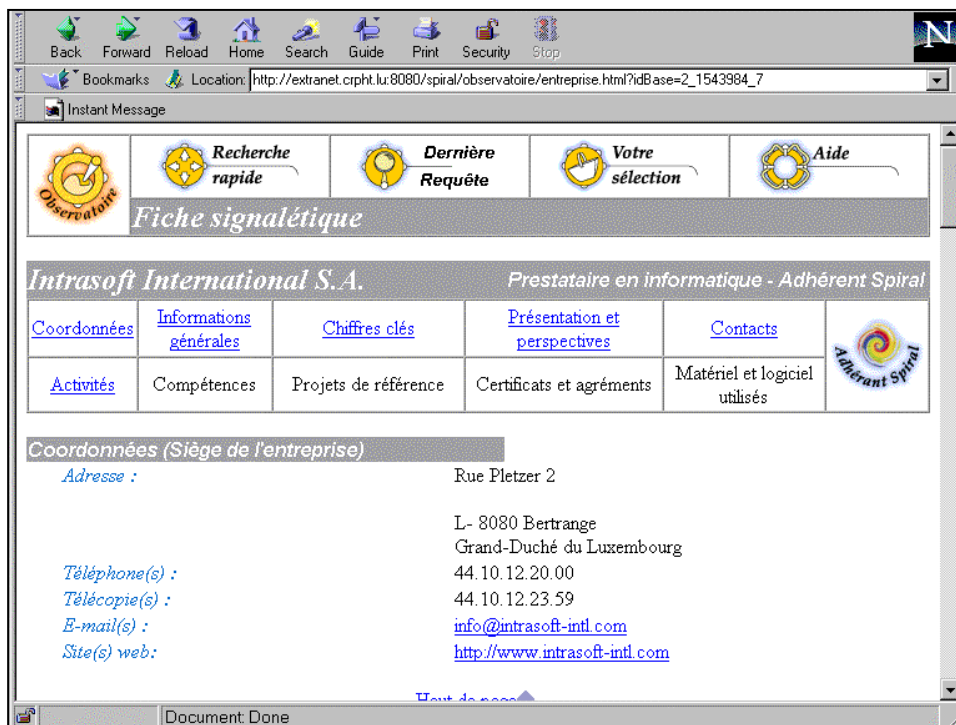 Back Forward Reload Home Search Guide Print Security Stop
N
Bookmarks Location: http://extranet.crpht.lu:8080/spiral/observatoire/entreprise.html?idBase=2_1543984_7
Instant Message
Observatoire
Recherche rapide
Dernière Requête
Votre sélection
Aide
Fiche signalétique
Intrasoft International S.A. Prestataire en informatique - Adhérent Spiral
Coordonnées
Informations générales
Chiffres clés
Présentation et perspectives
Contacts
Adhérant Spiral
Activités
Compétences
Projets de référence
Certificats et agréments
Matériel et logiciel utilisés
Coordonnées (Siège de l'entreprise)
Adresse : Rue Pletzer 2
L- 8080 Bertrange
Grand-Duché du Luxembourg
Téléphone(s) : 44.10.12.20.00
Télécopie(s) : 44.10.12.23.59
E-mail(s) : info@intrasoft-intl.com
Site(s) web: http://www.intrasoft-intl.com
Haut de page
Document: Done